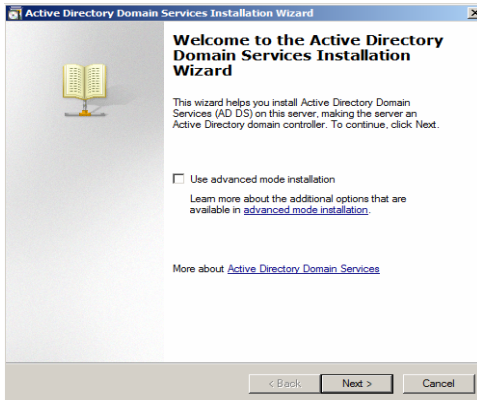 Active Directory Domain Services Installation Wizard
Welcome to the Active Directory
Domain Services Installation
Wizard
This wizard helps you install Active Directory Domain
Services (AD DS) on this server, making the server an
Active Directory domain controller. To continue, click Next.
Use advanced mode installation
Learn more about the additional options that are
available in advanced mode installation.
More about Active Directory Domain Services
< Back
Next >
Cancel